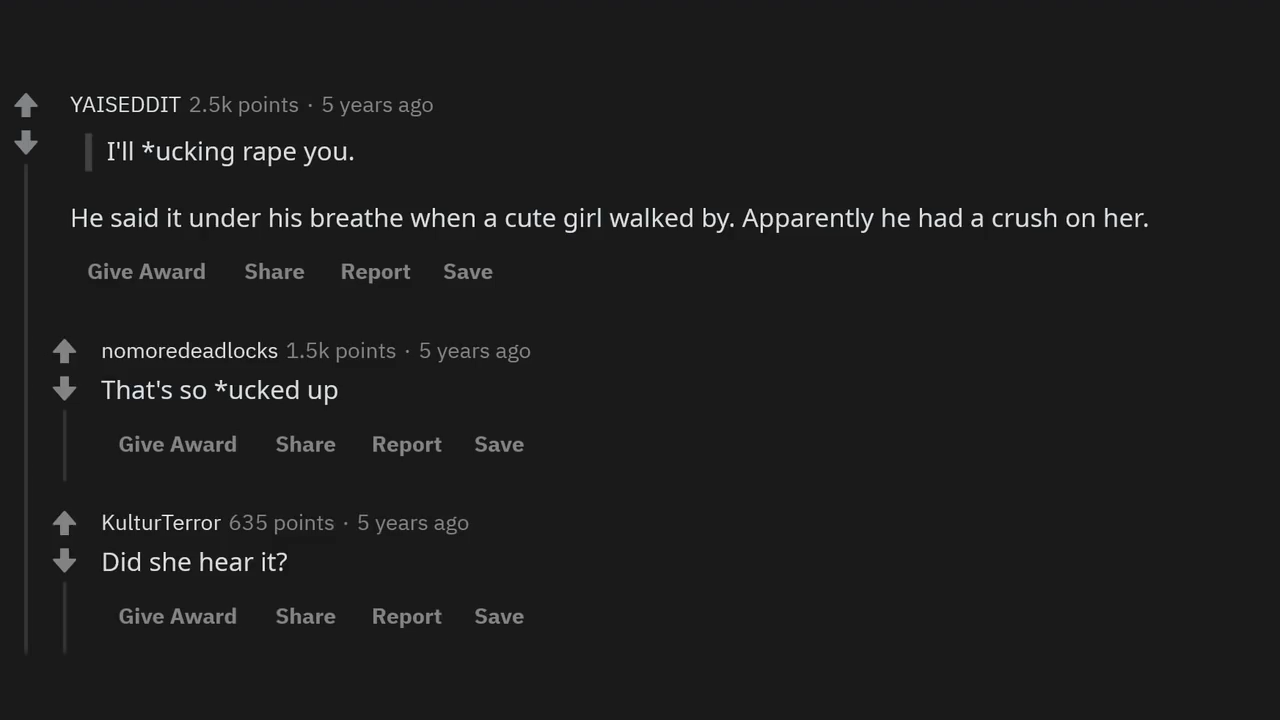 YAISEDDIT 2.5k points · 5 years ago
I'll *ucking rape you.
He said it under his breathe when a cute girl walked by. Apparently he had a crush on her.
Give Award Share Report Save
nomoredeadlocks 1.5k points · 5 years ago
That's so *ucked up
Give Award Share Report Save
KulturTerror 635 points · 5 years ago
Did she hear it?
Give Award Share Report Save